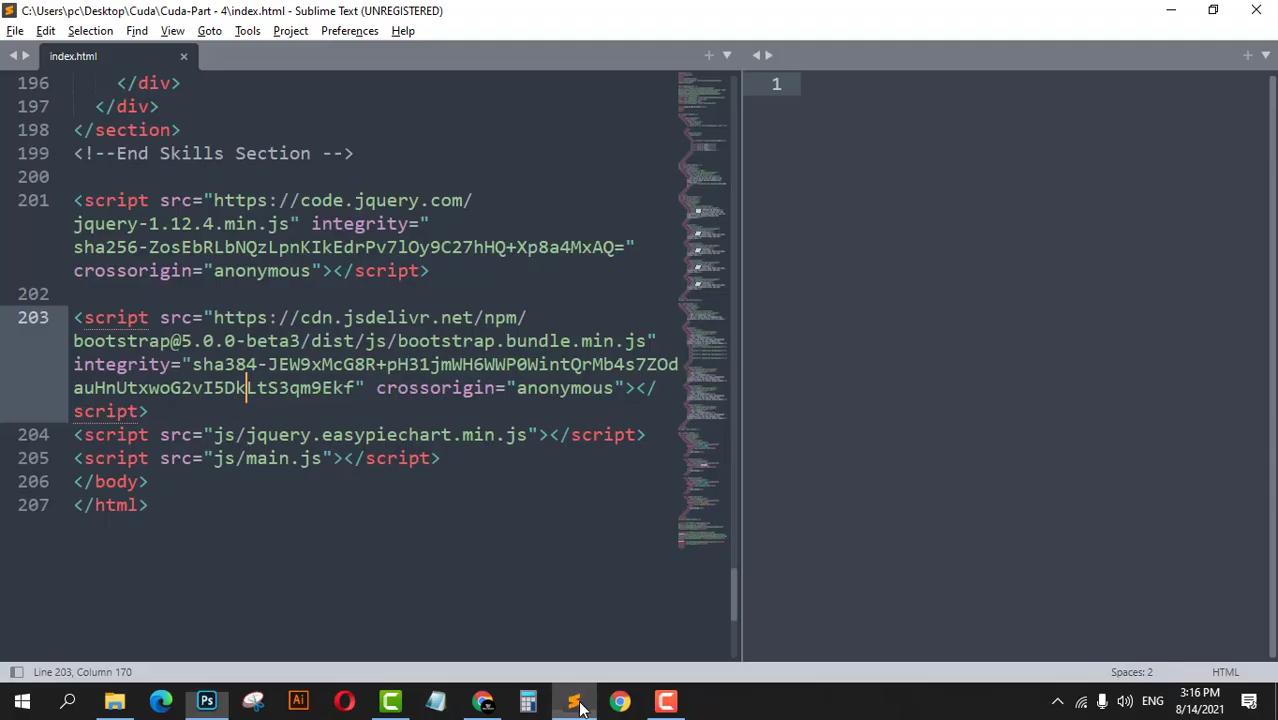 C:\Users\pc\Desktop\Cuda\Cuda-Part - 4\index.html - Sublime Text (UNREGISTERED)
File Edit Selection Find View Goto Tools Project Preferences Help
index.html
196 </div>
197 </div>
198 </section>
199 <!--End Skills Section -->
200
201 <script src="https://code.jquery.com/
jquery-1.12.4.min.js" integrity="
sha256-ZosEbRLbNQzLpnKIkEdrPv7lOy9C27hHQ+Xp8a4MxAQ="
crossorigin="anonymous"></script>
202
203 <script src="https://cdn.jsdelivr.net/npm/
bootstrap@5.0.0-beta3/dist/js/bootstrap.bundle.min.js"
integrity="sha384-JEW9xMcG8R+pH31jmWH6WWP0WintQrMb4s7ZOd
auHnUtxwoG2vI5DkLtS3qm9Ekf" crossorigin="anonymous"></
script>
204 <script src="js/jquery.easypiechart.min.js"></script>
205 <script src="js/main.js"></script>
206 </body>
207 </html>
1
Line 203, Column 170
Spaces: 2
HTML
Ps
Ai
ENG
3:16 PM
8/14/2021